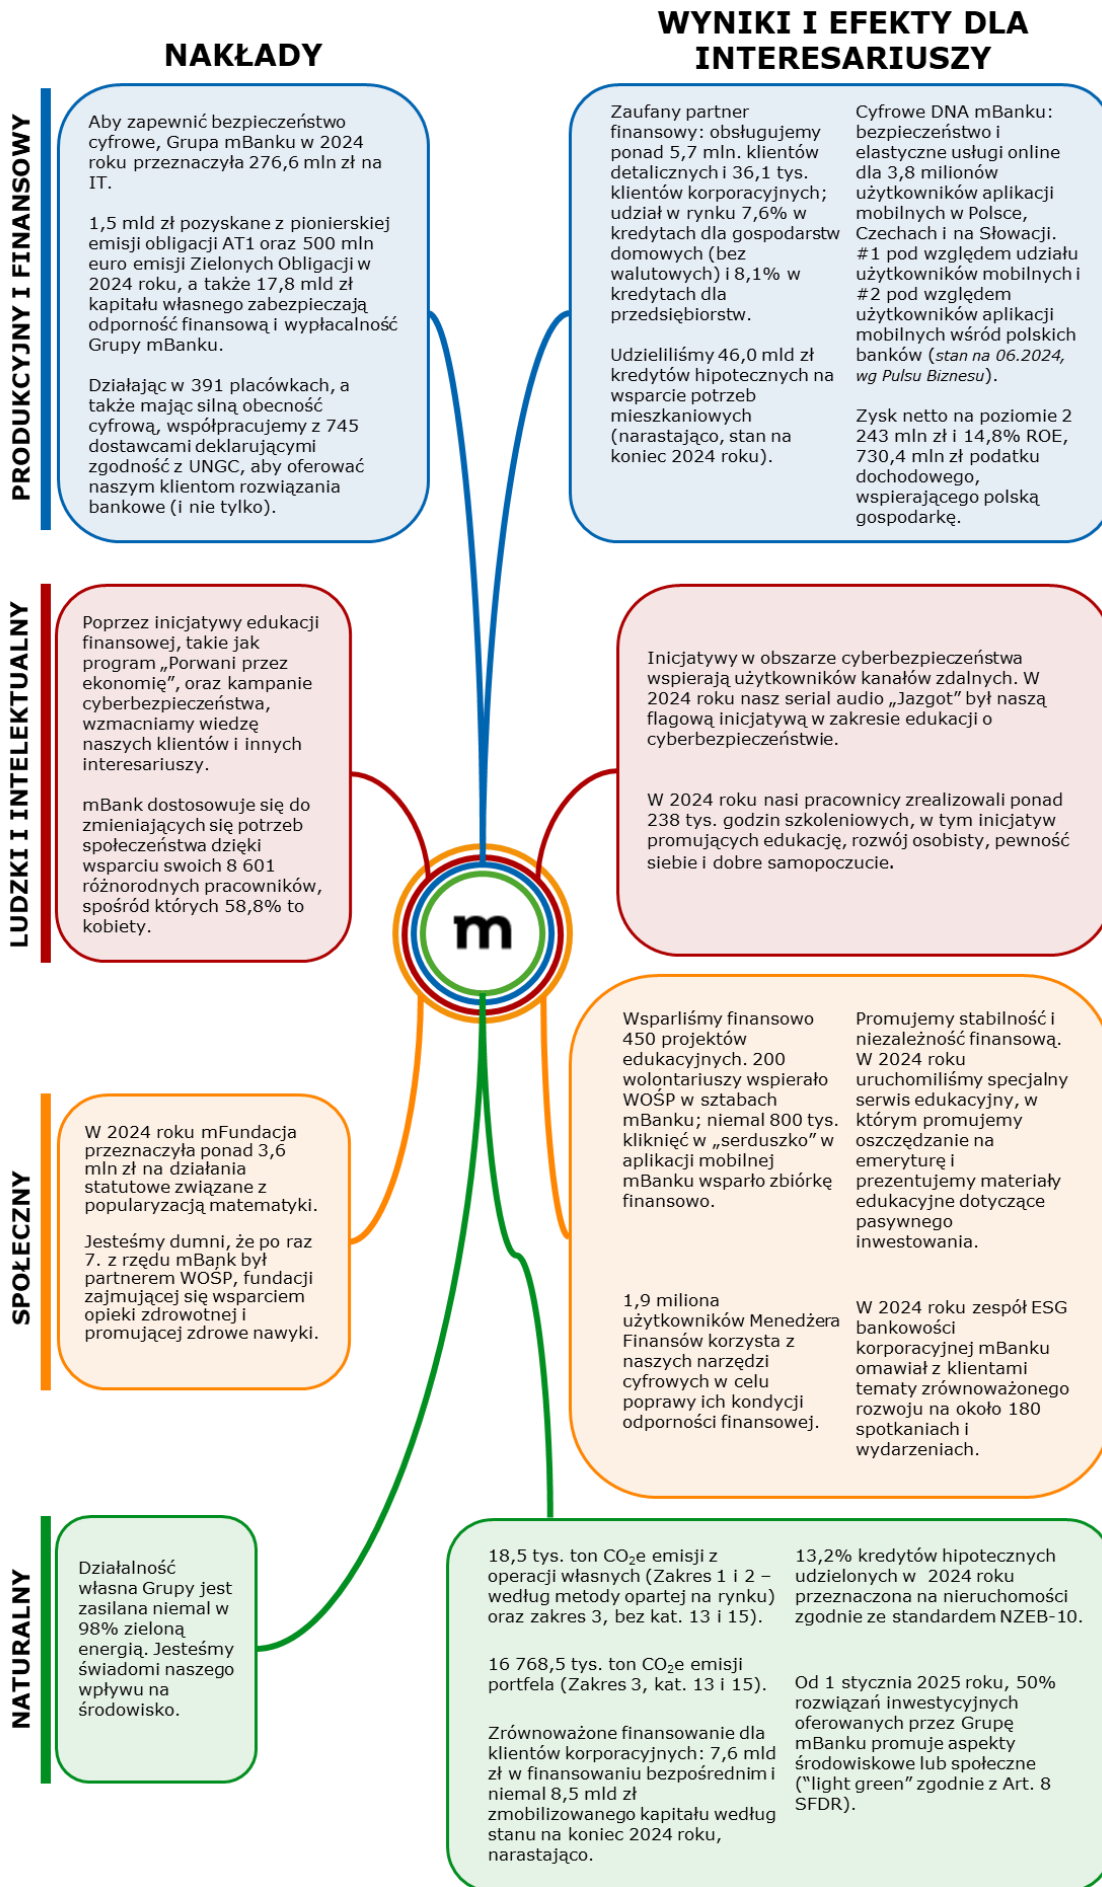 NAKŁADY
WYNIKI I EFEKTY DLA
INTERESARIUSZY
PRODUKCYJNY I FINANSOWY
Aby zapewnić bezpieczeństwo
cyfrowe, Grupa mBanku w 2024
roku przeznaczyła 276,6 mln zł na
IT.
1,5 mld zł pozyskane z pionierskiej
emisji obligacji AT1 oraz 500 mln
euro emisji Zielonych Obligacji w
2024 roku, a także 17,8 mld zł
kapitału własnego zabezpieczają
odporność finansową i wypłacalność
Grupy mBanku.
Działając w 391 placówkach, a
także mając silną obecność
cyfrową, współpracujemy z 745
dostawcami deklarującymi
zgodność z UNGC, aby oferować
naszym klientom rozwiązania
bankowe (i nie tylko).
Zaufany partner
finansowy: obsługujemy
ponad 5,7 mln. klientów
detalicznych i 36,1 tys.
klientów korporacyjnych;
udział w rynku 7,6% w
kredytach dla gospodarstw
domowych (bez
walutowych) i 8,1% w
kredytach dla
przedsiębiorstw.
Udzieliliśmy 46,0 mld zł
kredytów hipotecznych na
wsparcie potrzeb
mieszkaniowych
(narastająco, stan na
koniec 2024 roku).
Cyfrowe DNA mBanku:
bezpieczeństwo i
elastyczne usługi online
dla 3,8 milionów
użytkowników aplikacji
mobilnych w Polsce,
Czechach i na Słowacji.
#1 pod względem udziału
użytkowników mobilnych i
#2 pod względem
użytkowników aplikacji
mobilnych wśród polskich
banków (stan na 06.2024,
wg Pulsu Biznesu).
Zysk netto na poziomie 2
243 mln zł i 14,8% ROE,
730,4 mln zł podatku
dochodowego,
wspierającego polską
gospodarkę.
LUDZKI I INTELEKTUALNY
Poprzez inicjatywy edukacji
finansowej, takie jak
program „Porwani przez
ekonomię”, oraz kampanie
cyberbezpieczeństwa,
wzmacniamy wiedzę
naszych klientów i innych
interesariuszy.
mBank dostosowuje się do
zmieniających się potrzeb
społeczeństwa dzięki
wsparciu swoich 8 601
różnorodnych pracowników,
spośród których 58,8% to
kobiety.
Inicjatywy w obszarze cyberbezpieczeństwa
wspierają użytkowników kanałów zdalnych. W
2024 roku nasz serial audio „Jazgot” był naszą
flagową inicjatywą w zakresie edukacji o
cyberbezpieczeństwie.
W 2024 roku nasi pracownicy zrealizowali ponad
238 tys. godzin szkoleniowych, w tym inicjatyw
promujących edukację, rozwój osobisty, pewność
siebie i dobre samopoczucie.
m
SPOŁECZNY
W 2024 roku mFundacja
przeznaczyła ponad 3,6
mln zł na działania
statutowe związane z
popularyzacją matematyki.
Jesteśmy dumni, że po raz
7. z rzędu mBank był
partnerem WOŚP, fundacji
zajmującej się wsparciem
opieki zdrowotnej i
promującej zdrowe nawyki.
Wsparliśmy finansowo
450 projektów
edukacyjnych. 200
wolontariuszy wspierało
WOŚP w sztabach
mBanku; niemal 800 tys.
kliknięć w „serduszko” w
aplikacji mobilnej
mBanku wsparło zbiórkę
finansowo.
1,9 miliona
użytkowników Menedżera
Finansów korzysta z
naszych narzędzi
cyfrowych w celu
poprawy ich kondycji
odporności finansowej.
Promujemy stabilność i
niezależność finansową.
W 2024 roku
uruchomiliśmy specjalny
serwis edukacyjny, w
którym promujemy
oszczędzanie na
emeryturę i
prezentujemy materiały
edukacyjne dotyczące
pasywnego
inwestowania.
W 2024 roku zespół ESG
bankowości
korporacyjnej mBanku
omawiał z klientami
tematy zrównoważonego
rozwoju na około 180
spotkaniach i
wydarzeniach.
NATURALNY
Działalność
własna Grupy jest
zasilana niemal w
98% zieloną
energią. Jesteśmy
świadomi naszego
wpływu na
środowisko.
18,5 tys. ton CO₂e emisji z
operacji własnych (Zakres 1 i 2 –
według metody opartej na rynku)
oraz zakres 3, bez kat. 13 i 15).
16 768,5 tys. ton CO₂e emisji
portfela (Zakres 3, kat. 13 i 15).
Zrównoważone finansowanie dla
klientów korporacyjnych: 7,6 mld
zł w finansowaniu bezpośrednim i
niemal 8,5 mld zł
zmobilizowanego kapitału według
stanu na koniec 2024 roku,
narastająco.
13,2% kredytów hipotecznych
udzielonych w 2024 roku
przeznaczona na nieruchomości
zgodnie ze standardem NZEB-10.
Od 1 stycznia 2025 roku, 50%
rozwiązań inwestycyjnych
oferowanych przez Grupę
mBanku promuje aspekty
środowiskowe lub społeczne
(“light green” zgodnie z Art. 8
SFDR).